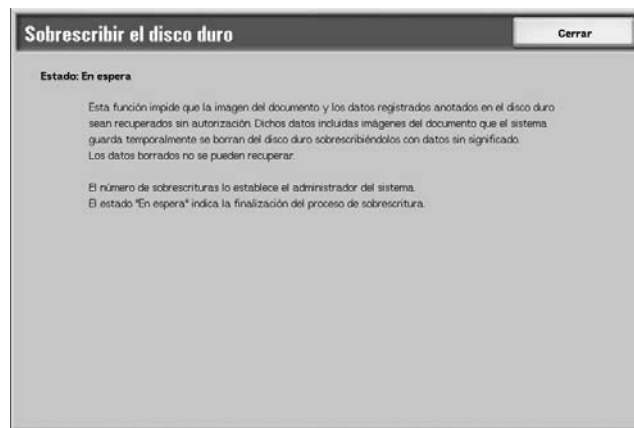 Sobrescribir el disco duro
Cerrar
Estado: En espera
Esta función impide que la imagen del documento y los datos registrados anotados en el disco duro
sean recuperados sin autorización. Dichos datos incluidas imágenes del documento que el sistema
guarda temporalmente se borran del disco duro sobrescribiéndolos con datos sin significado.
Los datos borrados no se pueden recuperar.
El número de sobrescrituras lo establece el administrador del sistema.
El estado "En espera" indica la finalización del proceso de sobrescritura.